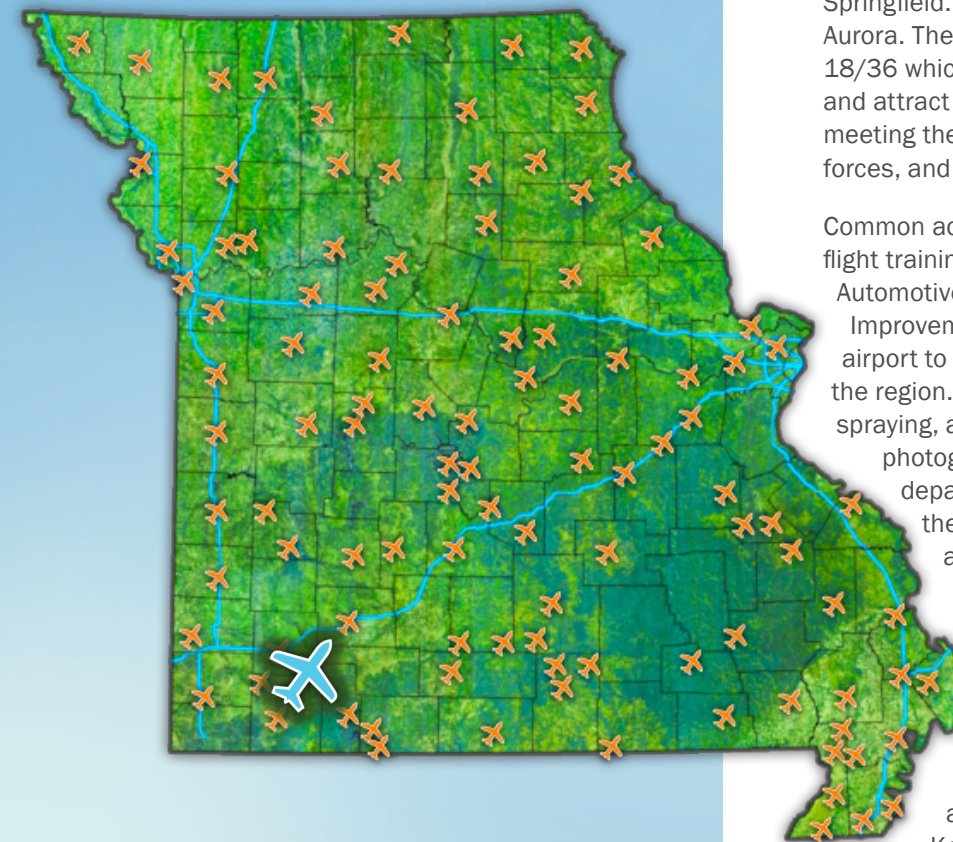 Springfield.
Aurora. The
18/36 whic
and attract
meeting the
forces, and
Common ac
flight trainin
Automotive
Improvem
airport to
the region.
spraying, a
photog
depa
the
a
a